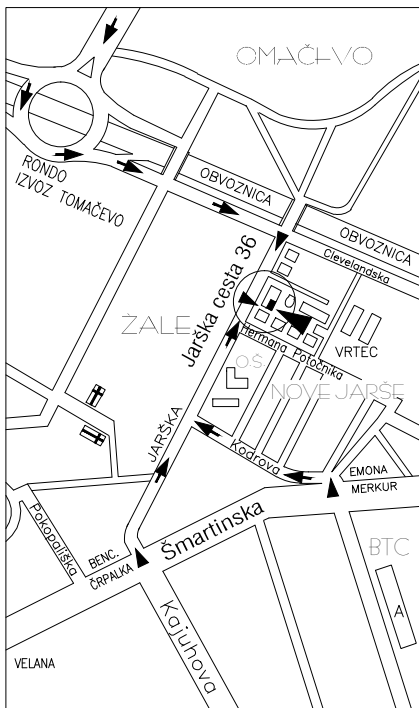 OMAČEVO
RONDO
IZVOZ TOMAČEVO
OBVOZNICA
OBVOZNICA
Clevelandska
Jarška cesta 36
ŽALE
Hermana Potočnika
VRTEC
O.Š.
NOVE JARŠE
JARŠKA
Kodrova
EMONA
MERKUR
Pokopališka
Šmartinska
BENC.
ČRPALKA
BTC
Kajuhova
A
VELANA